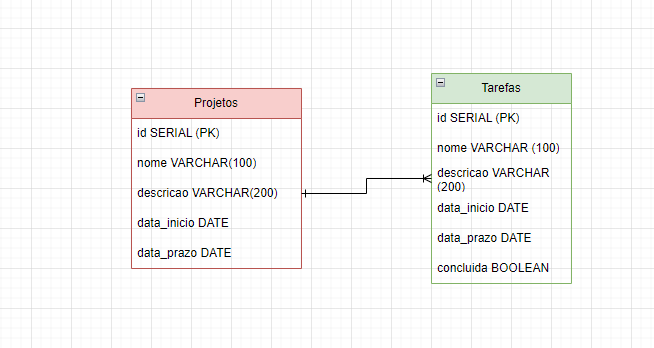 Projetos
id SERIAL (PK)
nome VARCHAR(100)
descricao VARCHAR(200)
data_inicio DATE
data_prazo DATE
Tarefas
id SERIAL (PK)
nome VARCHAR (100)
descricao VARCHAR
(200)
data_inicio DATE
data_prazo DATE
concluida BOOLEAN